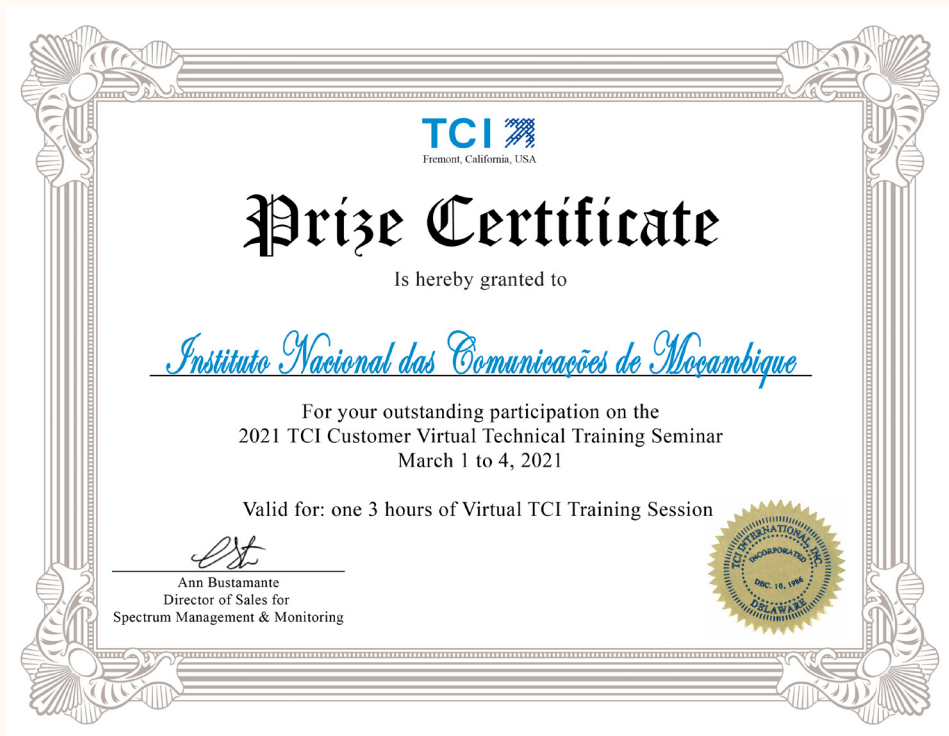 TCI
Fremont, California, USA
Prize Certificate
Is hereby granted to
Instituto Nacional das Comunicações de Moçambique
For your outstanding participation on the
2021 TCI Customer Virtual Technical Training Seminar
March 1 to 4, 2021
Valid for: one 3 hours of Virtual TCI Training Session
Ann Bustamante
Director of Sales for
Spectrum Management & Monitoring
TCI INTERNATIONAL, INC.
INCORPORATED
DEC. 16, 1986
DELAWARE